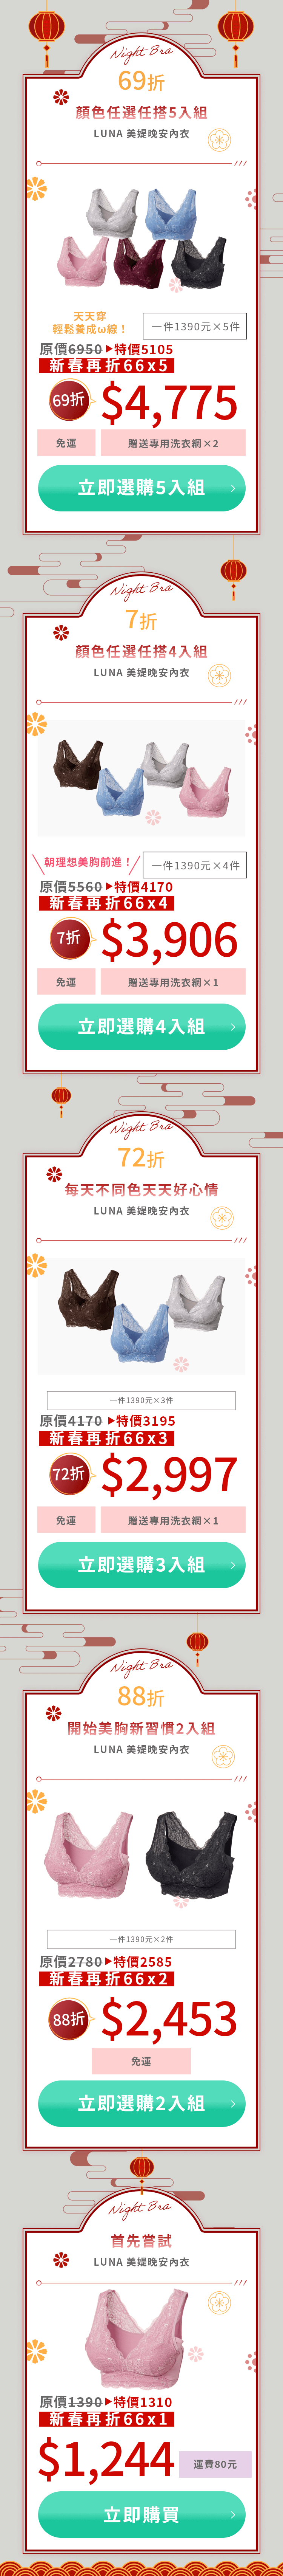 Night Bra
69折
顏色任選任搭5入組
LUNA 美媞晚安內衣
天天穿
輕鬆養成ω線！
一件1390元×5件
原價6950▶特價5105
新春再折66x5
69折
$4,775
免運
贈送專用洗衣網×2
立即選購5入組
Night Bra
7折
顏色任選任搭4入組
LUNA 美媞晚安內衣
朝理想美胸前進！
一件1390元×4件
原價5560▶特價4170
新春再折66x4
7折
$3,906
免運
贈送專用洗衣網×1
立即選購4入組
Night Bra
72折
每天不同色天天好心情
LUNA 美媞晚安內衣
一件1390元×3件
原價4170▶特價3195
新春再折66x3
72折
$2,997
免運
贈送專用洗衣網×1
立即選購3入組
Night Bra
88折
開始美胸新習慣2入組
LUNA 美媞晚安內衣
一件1390元×2件
原價2780▶特價2585
新春再折66x2
88折
$2,453
免運
立即選購2入組
Night Bra
首先嘗試
LUNA 美媞晚安內衣
原價1390▶特價1310
新春再折66x1
$1,244
運費80元
立即購買